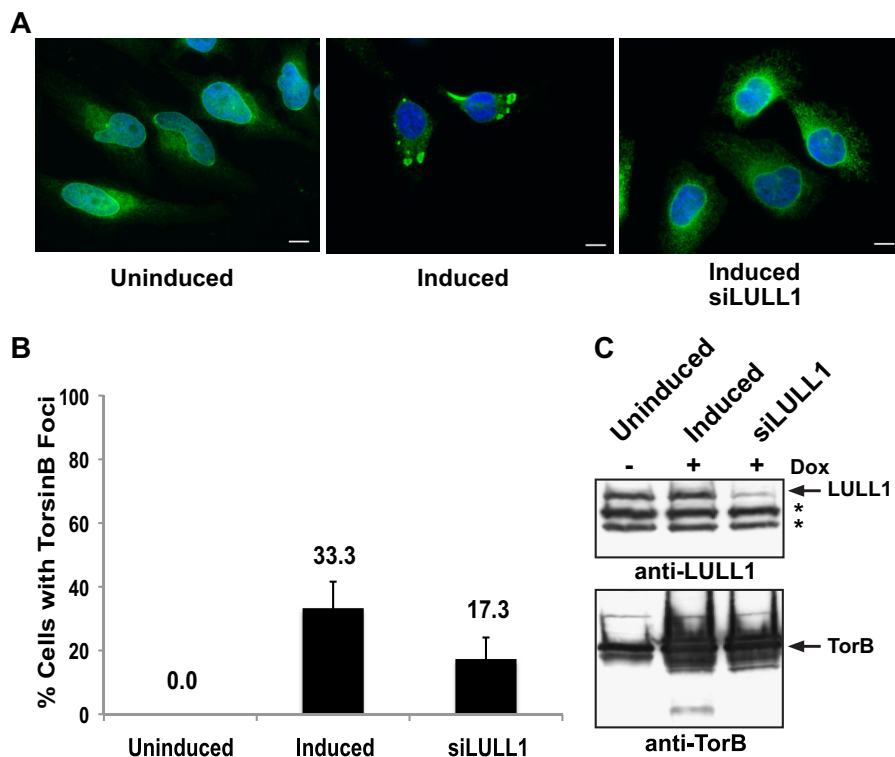 A
Uninduced
Induced
Induced
siLULL1
B
% Cells with TorsinB Foci
100
80
60
40
20
0
0.0
33.3
17.3
Uninduced
Induced
siLULL1
C
Uninduced
Induced
siLULL1
- + + Dox
LULL1
*
*
anti-LULL1
TorB
anti-TorB